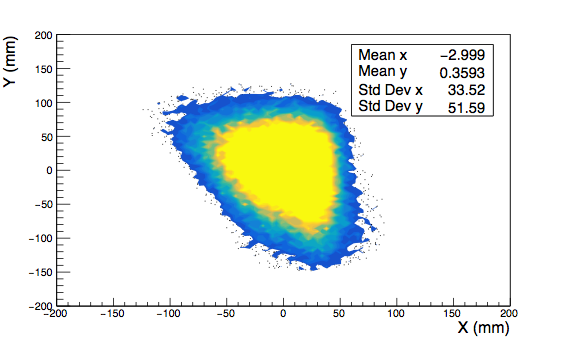 Y (mm)
200
150
100
50
0
−50
−100
−150
−200
Mean x −2.999
Mean y 0.3593
Std Dev x 33.52
Std Dev y 51.59
−200 −150 −100 −50 0 50 100 150 200
X (mm)